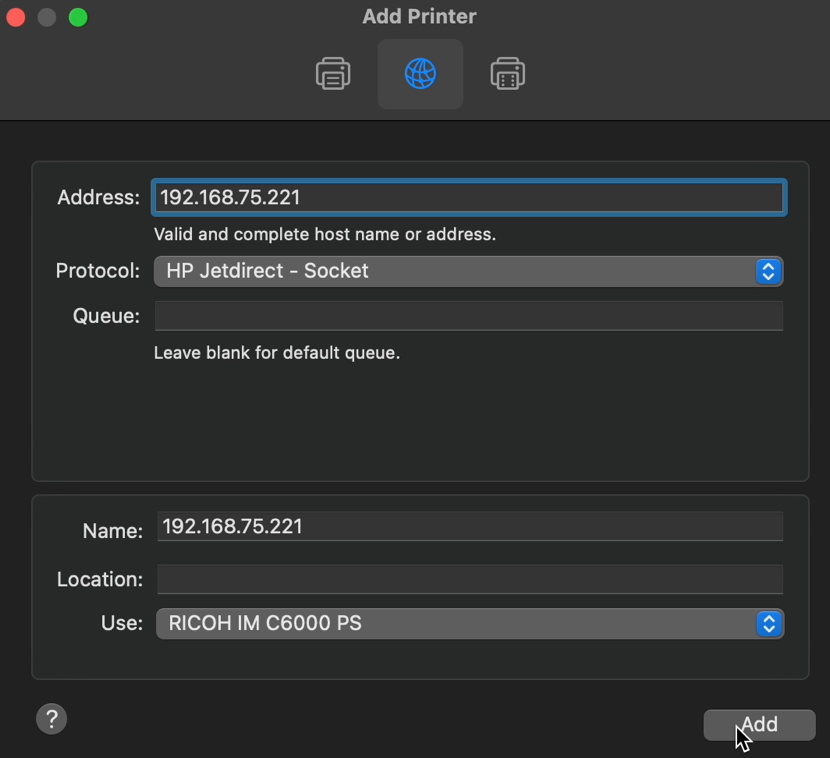 Add Printer
Address: 192.168.75.221
Valid and complete host name or address.
Protocol: HP Jetdirect - Socket
Queue:
Leave blank for default queue.
Name: 192.168.75.221
Location:
Use: RICOH IM C6000 PS
?
Add